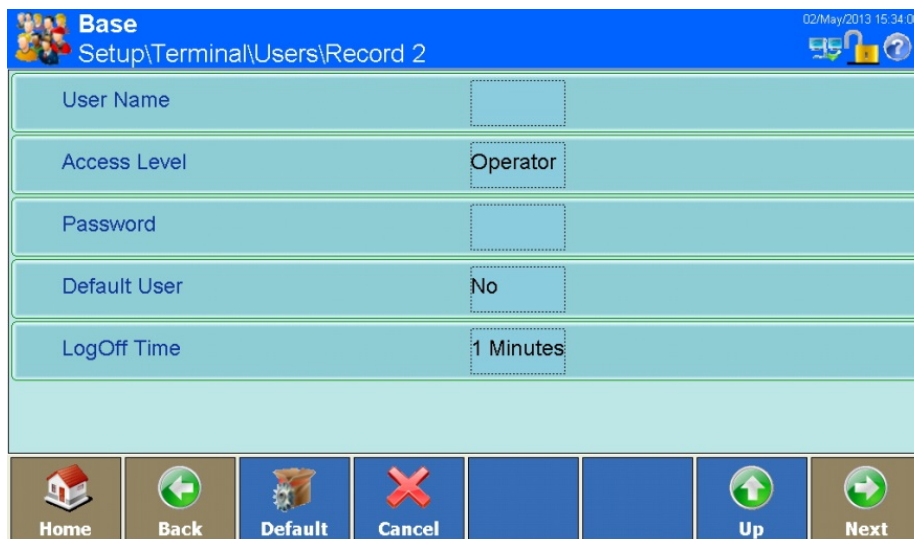 Base
02/May/2013 15:34:0
Setup\Terminal\Users\Record 2
User Name
Access Level Operator
Password
Default User No
LogOff Time 1 Minutes
Home Back Default Cancel Up Next